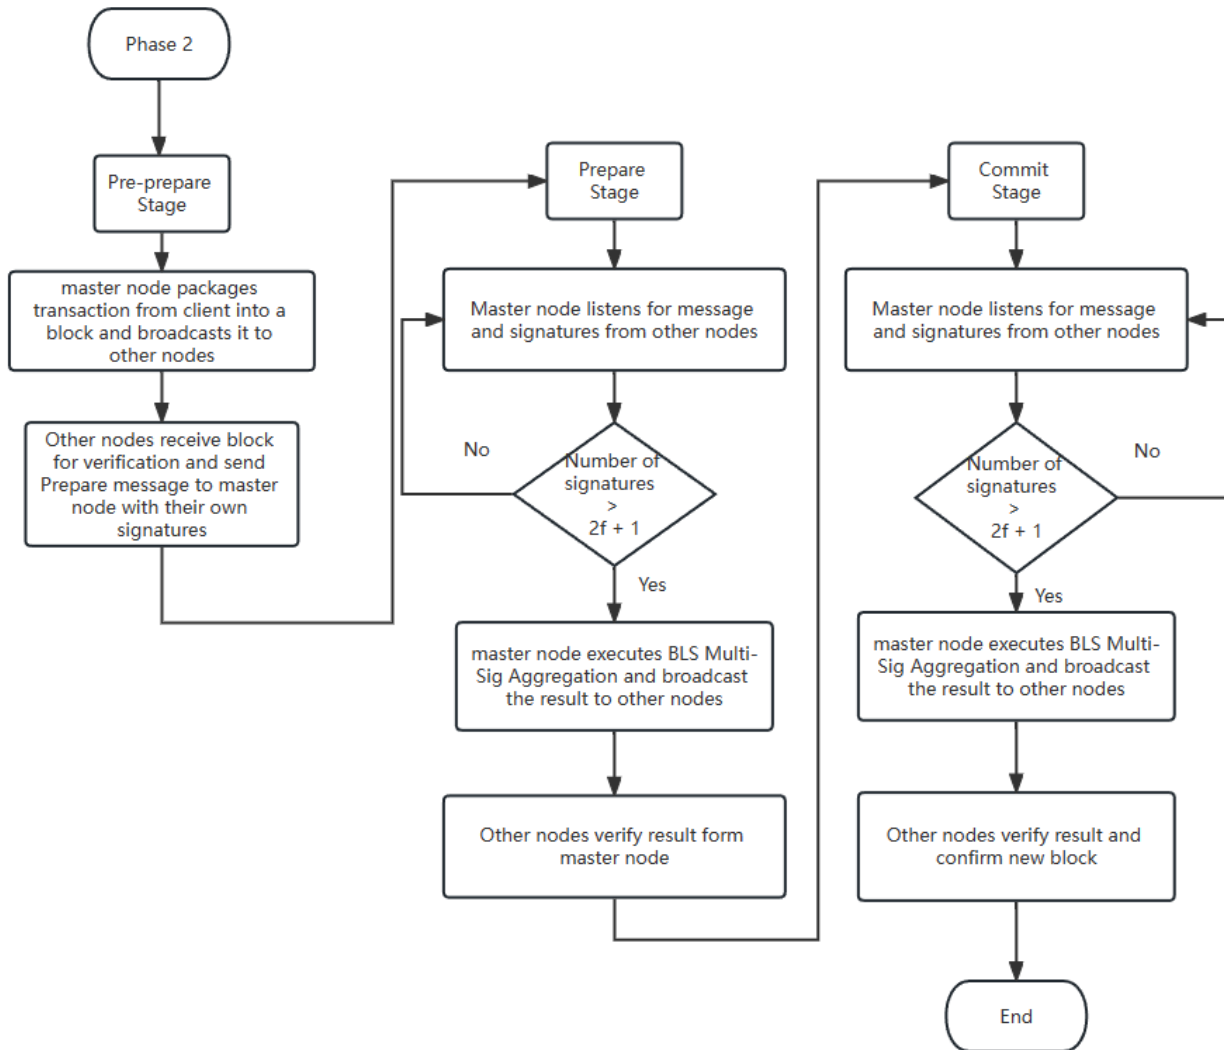 Phase 2
Pre-prepare
Stage
master node packages
transaction from client into a
block and broadcasts it to
other nodes
Other nodes receive block
for verification and send
Prepare message to master
node with their own
signatures
Prepare
Stage
Master node listens for message
and signatures from other nodes
No
Number of
signatures
>
2f + 1
Yes
master node executes BLS Multi-
Sig Aggregation and broadcast
the result to other nodes
Other nodes verify result form
master node
Commit
Stage
Master node listens for message
and signatures from other nodes
No
Number of
signatures
>
2f + 1
Yes
master node executes BLS Multi-
Sig Aggregation and broadcast
the result to other nodes
Other nodes verify result and
confirm new block
End